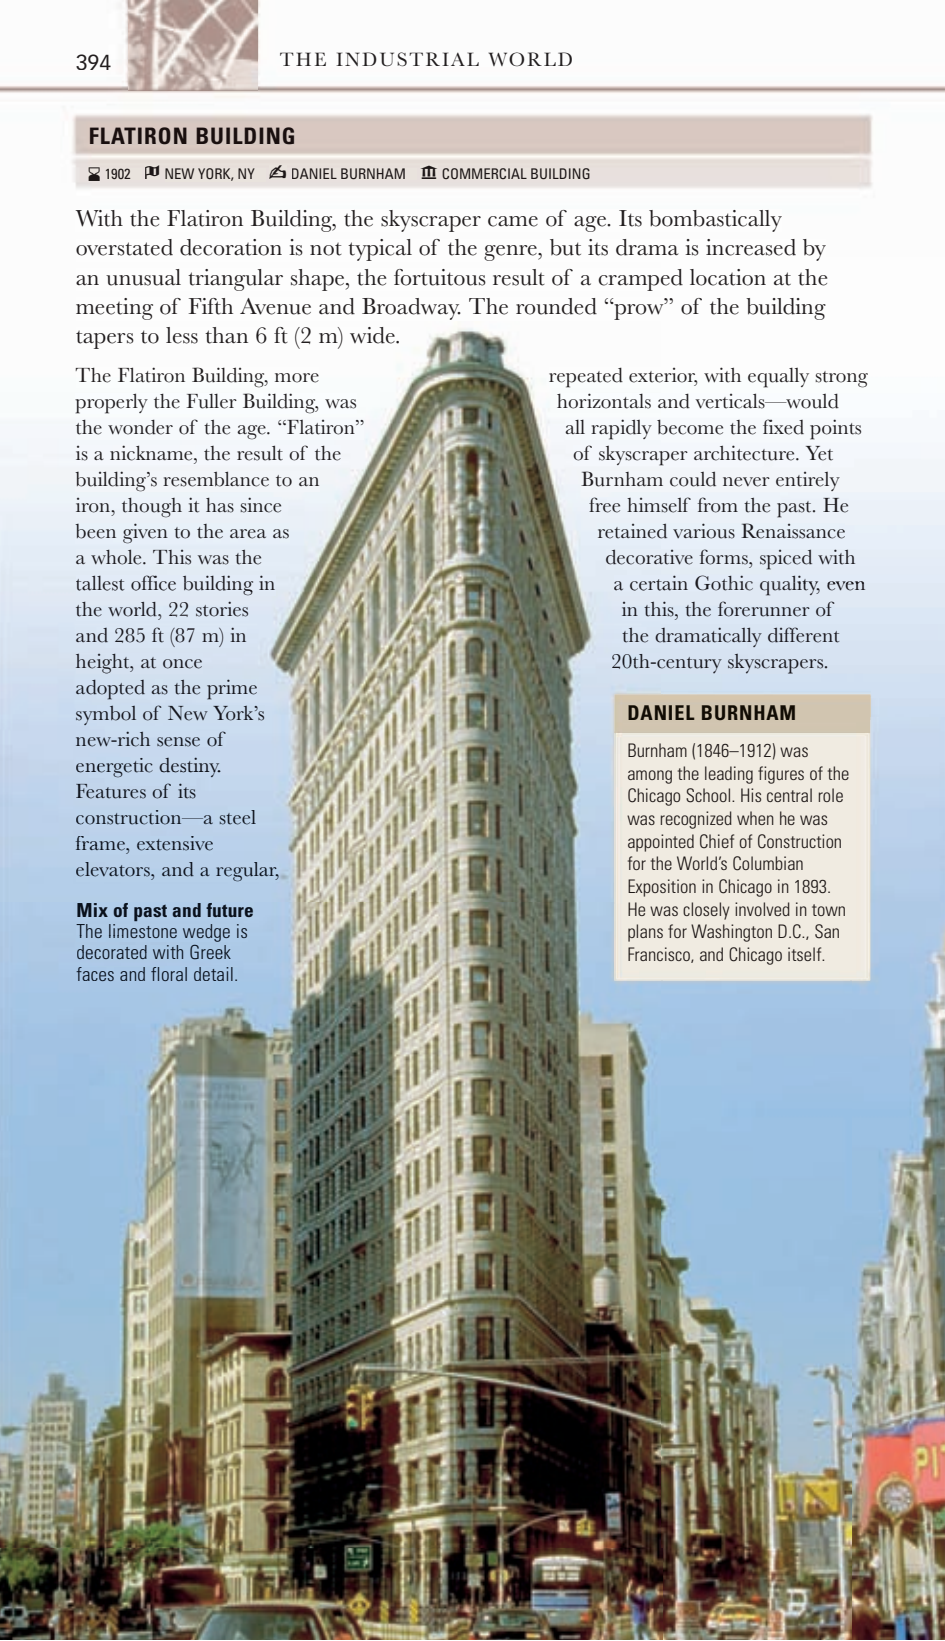 394
THE INDUSTRIAL WORLD
FLATIRON BUILDING
1902 NEW YORK, NY DANIEL BURNHAM COMMERCIAL BUILDING
With the Flatiron Building, the skyscraper came of age. Its bombastically
overstated decoration is not typical of the genre, but its drama is increased by
an unusual triangular shape, the fortuitous result of a cramped location at the
meeting of Fifth Avenue and Broadway. The rounded “prow” of the building
tapers to less than 6 ft (2 m) wide.
The Flatiron Building, more
properly the Fuller Building, was
the wonder of the age. “Flatiron”
is a nickname, the result of the
building’s resemblance to an
iron, though it has since
been given to the area as
a whole. This was the
tallest office building in
the world, 22 stories
and 285 ft (87 m) in
height, at once
adopted as the prime
symbol of New York’s
new-rich sense of
energetic destiny.
Features of its
construction—a steel
frame, extensive
elevators, and a regular,
repeated exterior, with equally strong
horizontals and verticals—would
all rapidly become the fixed points
of skyscraper architecture. Yet
Burnham could never entirely
free himself from the past. He
retained various Renaissance
decorative forms, spiced with
a certain Gothic quality, even
in this, the forerunner of
the dramatically different
20th-century skyscrapers.
Mix of past and future
The limestone wedge is
decorated with Greek
faces and floral detail.
DANIEL BURNHAM
Burnham (1846–1912) was
among the leading figures of the
Chicago School. His central role
was recognized when he was
appointed Chief of Construction
for the World’s Columbian
Exposition in Chicago in 1893.
He was closely involved in town
plans for Washington D.C., San
Francisco, and Chicago itself.
PI